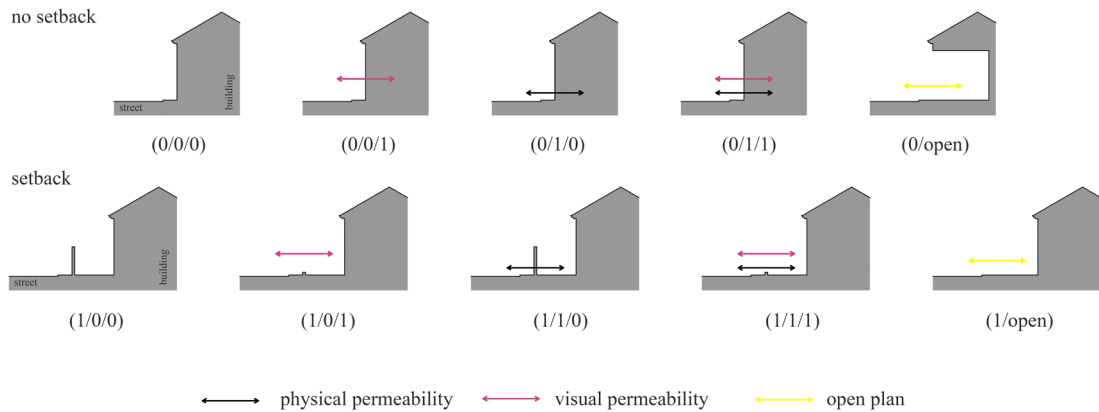 no setback
street
building
(0/0/0)
(0/0/1)
(0/1/0)
(0/1/1)
(0/open)
setback
street
building
(1/0/0)
(1/0/1)
(1/1/0)
(1/1/1)
(1/open)
physical permeability
visual permeability
open plan